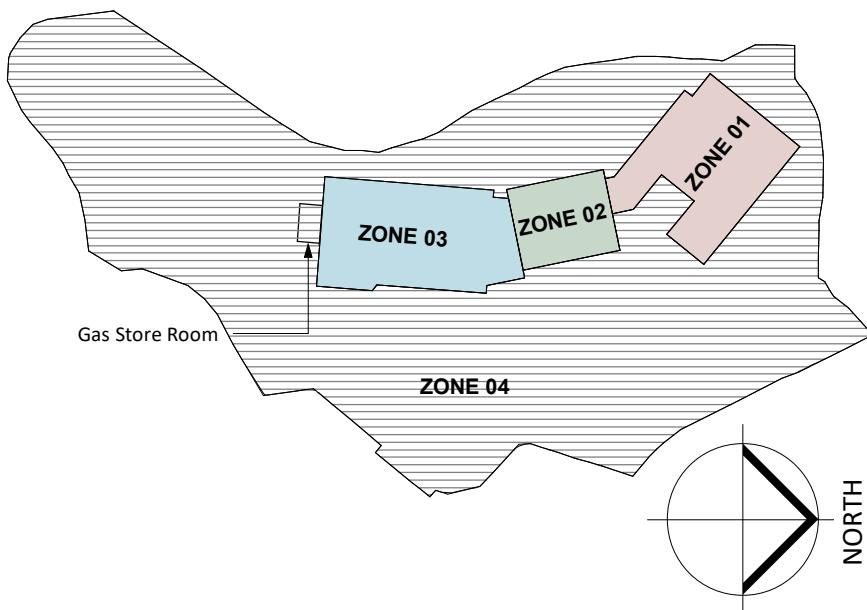 ZONE 01
ZONE 02
ZONE 03
Gas Store Room
ZONE 04
NORTH